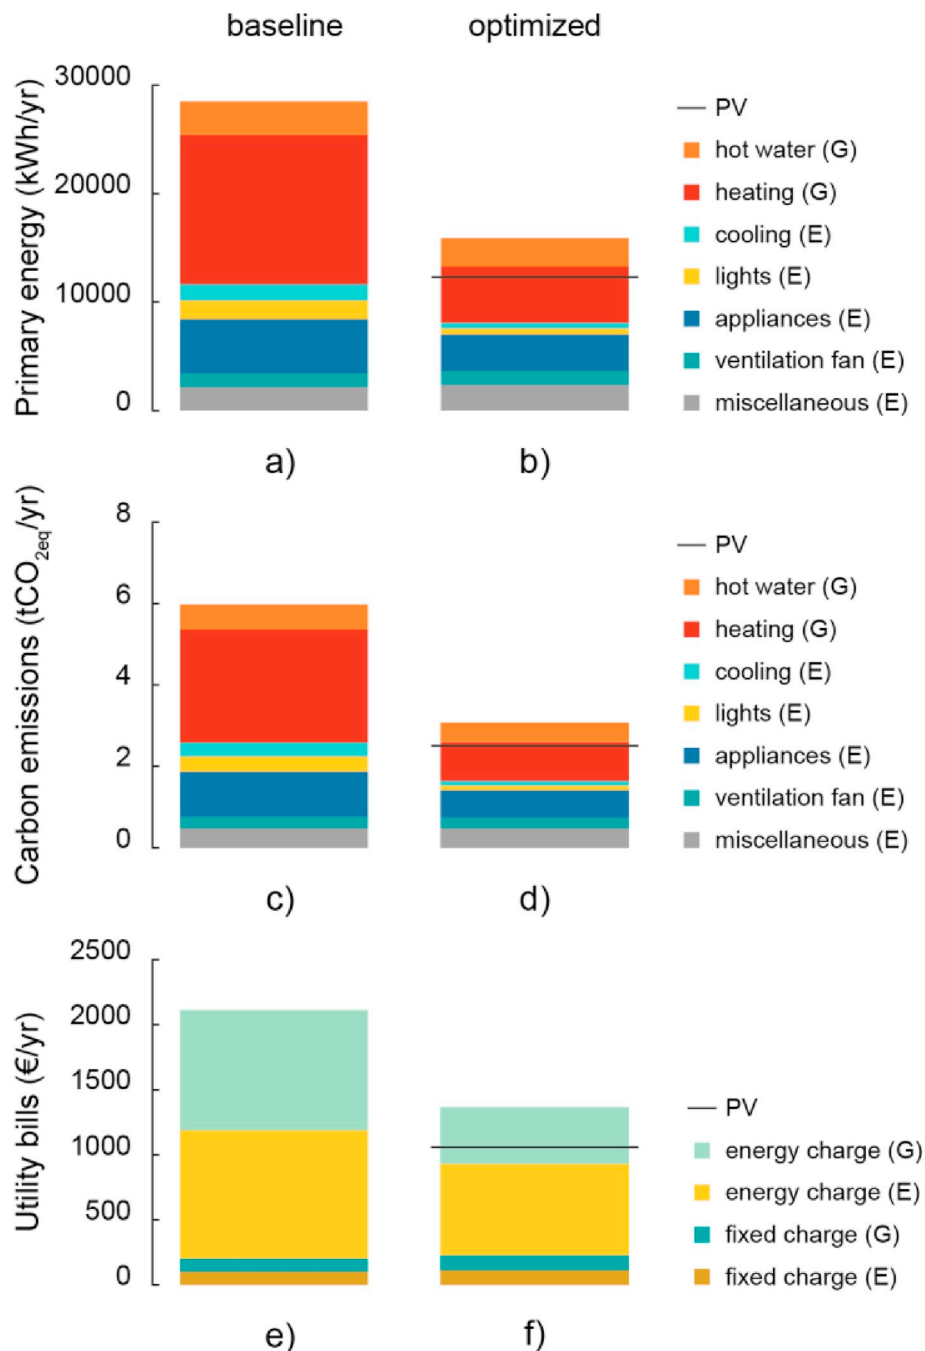 baseline optimized
Primary energy (kWh/yr)
30000
20000
10000
0
PV
hot water (G)
heating (G)
cooling (E)
lights (E)
appliances (E)
ventilation fan (E)
miscellaneous (E)
a) b)
Carbon emissions (tCO2eq/yr)
8
6
4
2
0
PV
hot water (G)
heating (G)
cooling (E)
lights (E)
appliances (E)
ventilation fan (E)
miscellaneous (E)
c) d)
Utility bills (€/yr)
2500
2000
1500
1000
500
0
PV
energy charge (G)
energy charge (E)
fixed charge (G)
fixed charge (E)
e) f)